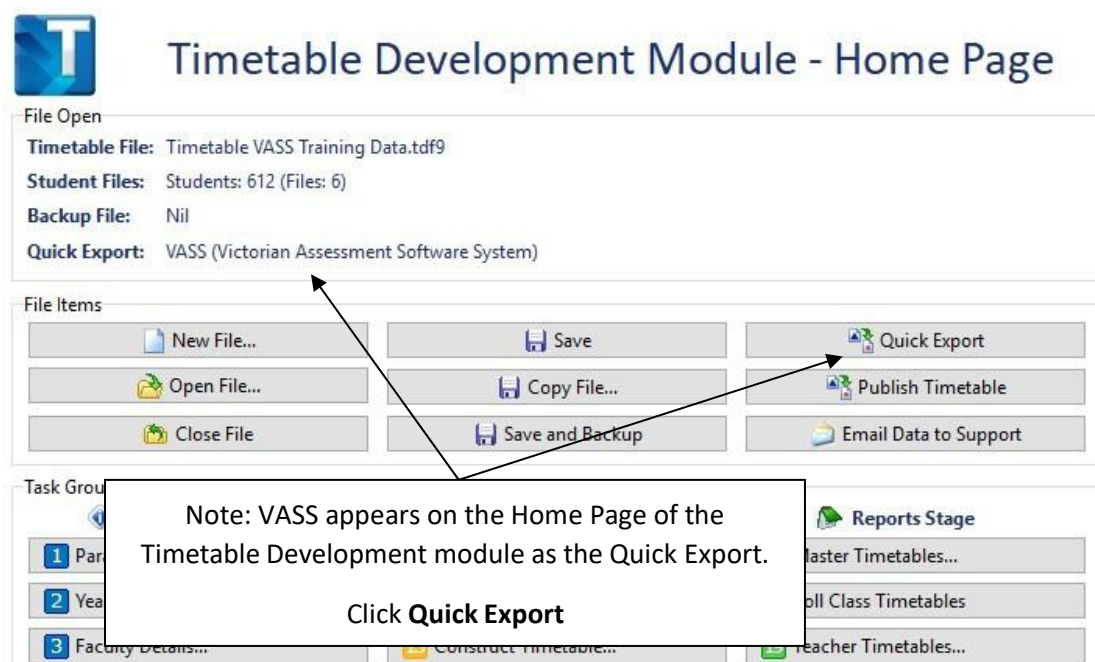 Timetable Development Module - Home Page
File Open
Timetable File: Timetable VASS Training Data.tdf9
Student Files: Students: 612 (Files: 6)
Backup File: Nil
Quick Export: VASS (Victorian Assessment Software System)
File Items
New File... Save Quick Export
Open File... Copy File... Publish Timetable
Close File Save and Backup Email Data to Support
Task Grou
Note: VASS appears on the Home Page of the
Timetable Development module as the Quick Export.
Click Quick Export
Reports Stage
1 Para
Master Timetables...
2 Yea
oll Class Timetables
3 Faculty Details... Construct Timetable... Teacher Timetables...